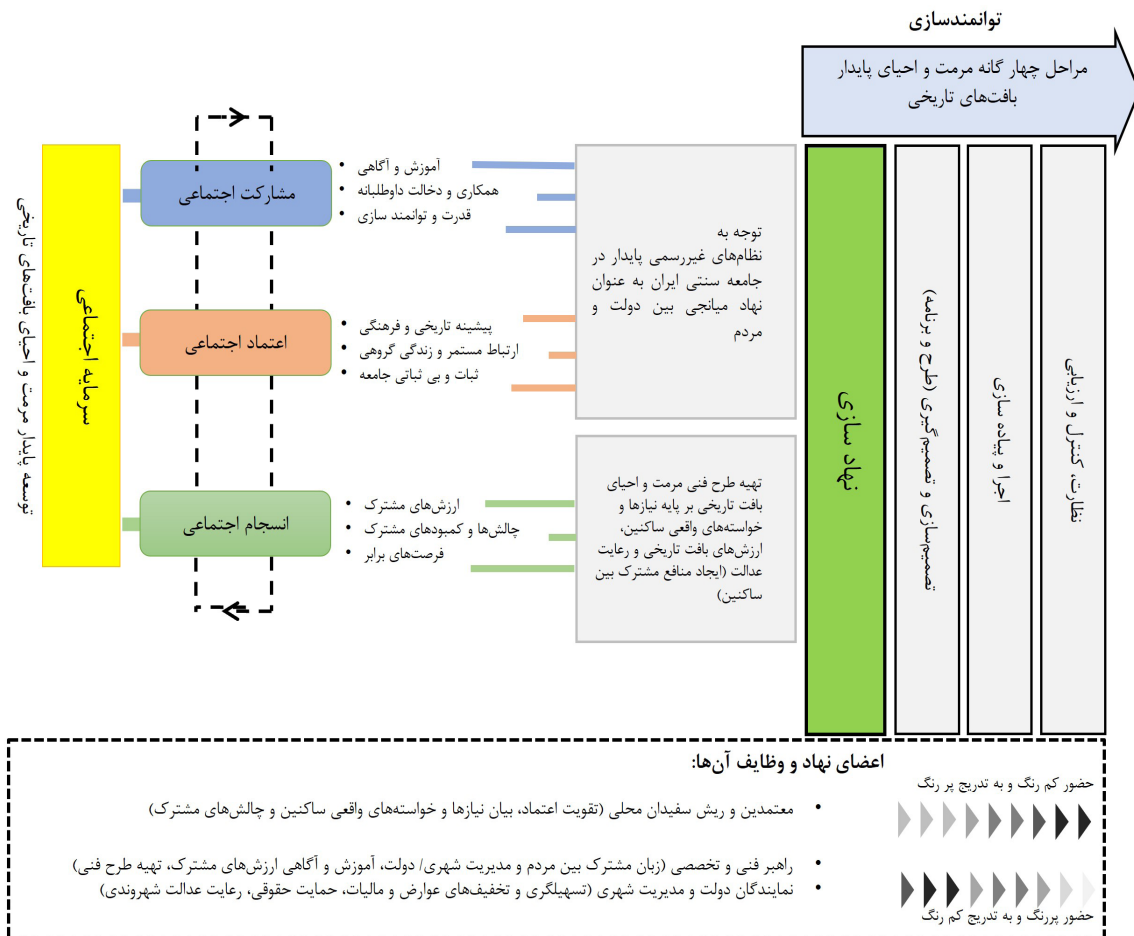 توانمندسازی
مراحل چهار گانه مرمت و احیای پایدار
بافت‌های تاریخی
توسعه پایدار مرمت و احیای بافت‌های تاریخی
سرمایه اجتماعی
مشارکت اجتماعی
• آموزش و آگاهی
• همکاری و دخالت داوطلبانه
• قدرت و توانمند سازی
اعتماد اجتماعی
• پیشینه تاریخی و فرهنگی
• ارتباط مستمر و زندگی گروهی
• ثبات و بی ثباتی جامعه
انسجام اجتماعی
• ارزش‌های مشترک
• چالش‌ها و کمبودهای مشترک
• فرصت‌های برابر
توجه به
نظام‌های غیررسمی پایدار در
جامعه سنتی ایران به عنوان
نهاد میانجی بین دولت و
مردم
تهیه طرح فنی مرمت و احیای
بافت تاریخی بر پایه نیازها و
خواسته‌های واقعی ساکنین،
ارزش‌های بافت تاریخی و رعایت
عدالت (ایجاد منافع مشترک بین
ساکنین)
نهاد سازی
تصمیم‌سازی و تصمیم‌گیری (طرح و برنامه)
اجرا و پیاده سازی
نظارت، کنترل و ارزیابی
اعضای نهاد و وظایف آن‌ها:
حضور کم رنگ و به تدریج پر رنگ
• معتمدین و ریش سفیدان محلی (تقویت اعتماد، بیان نیازها و خواسته‌های واقعی ساکنین و چالش‌های مشترک)
• راهبر فنی و تخصصی (زبان مشترک بین مردم و مدیریت شهری/ دولت، آموزش و آگاهی ارزش‌های مشترک، تهیه طرح فنی)
• نمایندگان دولت و مدیریت شهری (تسهیلگری و تخفیف‌های عوارض و مالیات، حمایت حقوقی، رعایت عدالت شهروندی)
حضور پررنگ و به تدریج کم رنگ